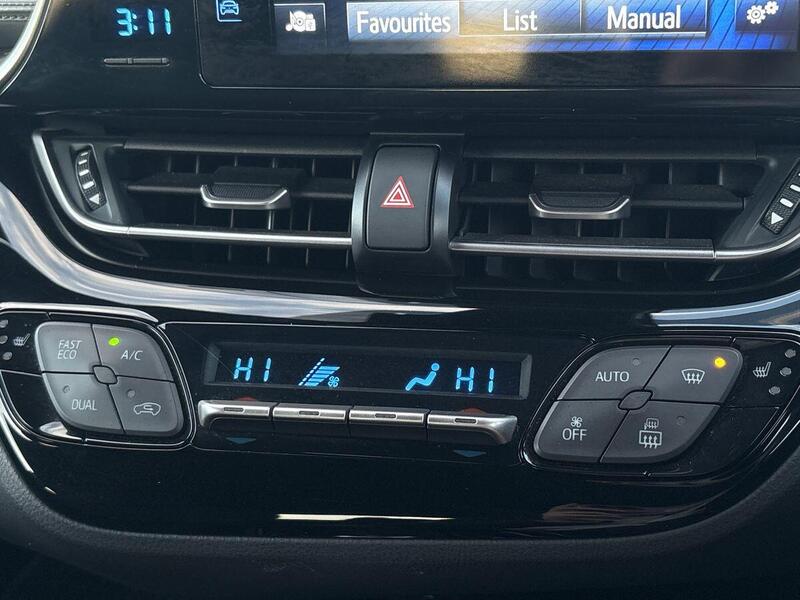 3:11
Favourites List Manual
FAST
ECO
A/C
DUAL
HI
HI
AUTO
OFF